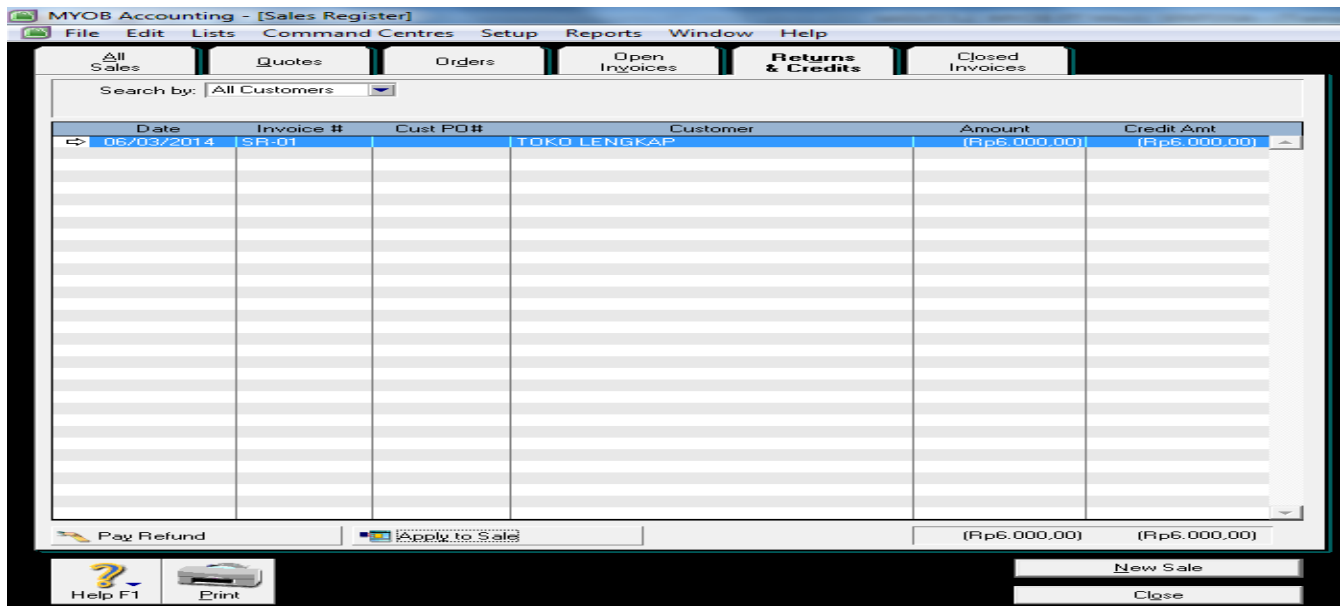 MYOB Accounting - [Sales Register]
File Edit Lists Command Centres Setup Reports Window Help
All Sales Quotes Orders Open Invoices Returns & Credits Closed Invoices
Search by: All Customers
Date Invoice # Cust PO# Customer Amount Credit Amt
06/03/2014 SR-01 TOKO LENGKAP (Rp6.000,00) (Rp6.000,00)
Pay Refund Apply to Sale (Rp6.000,00) (Rp6.000,00)
New Sale
Help F1 Print Close